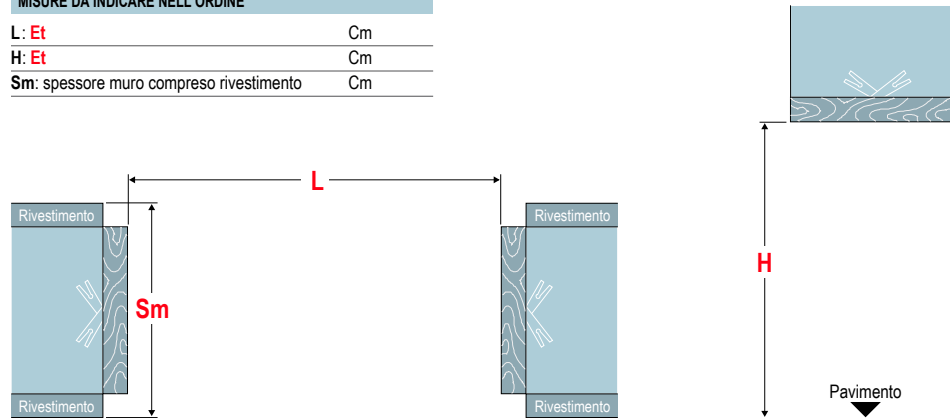 MISURE DA INDICARE NELL'ORDINE
L: Et Cm
H: Et Cm
Sm: spessore muro compreso rivestimento Cm
L
Rivestimento Rivestimento
H
Sm
Pavimento
Rivestimento Rivestimento